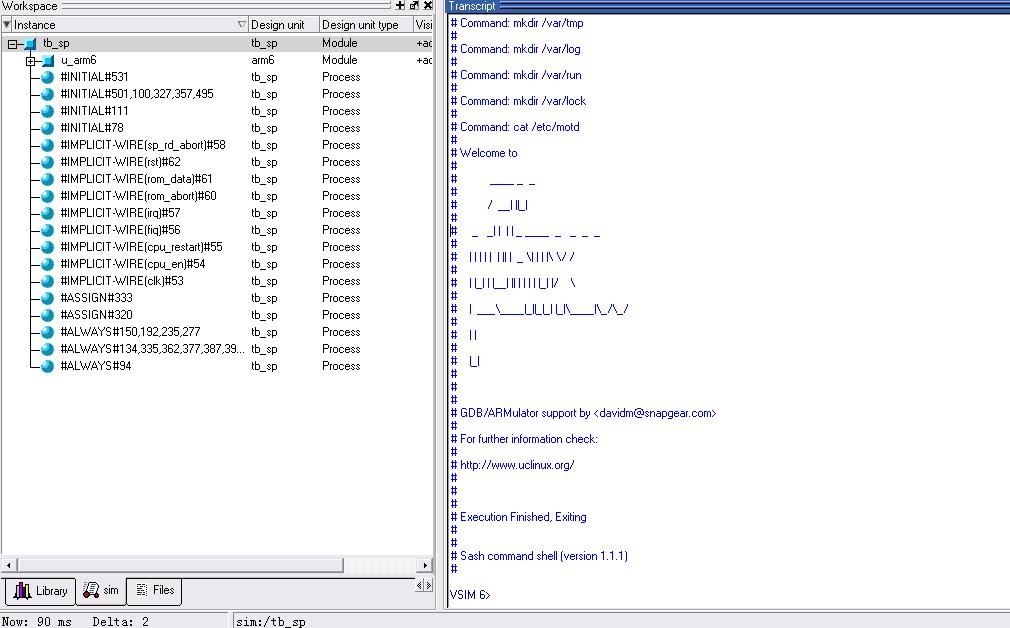 Workspace
Instance Design unit Design unit type Visi
tb_sp tb_sp Module +ac
u_arm6 arm6 Module +ac
#INITIAL#531 tb_sp Process
#INITIAL#501,100,327,357,495 tb_sp Process
#INITIAL#111 tb_sp Process
#INITIAL#78 tb_sp Process
#IMPLICIT-WIRE(sp_rd_abort)#58 tb_sp Process
#IMPLICIT-WIRE(rst)#62 tb_sp Process
#IMPLICIT-WIRE(rom_data)#61 tb_sp Process
#IMPLICIT-WIRE(rom_abort)#60 tb_sp Process
#IMPLICIT-WIRE(irq)#57 tb_sp Process
#IMPLICIT-WIRE(fiq)#56 tb_sp Process
#IMPLICIT-WIRE(cpu_restart)#55 tb_sp Process
#IMPLICIT-WIRE(cpu_en)#54 tb_sp Process
#IMPLICIT-WIRE(clk)#53 tb_sp Process
#ASSIGN#333 tb_sp Process
#ASSIGN#320 tb_sp Process
#ALWAYS#150,192,235,277 tb_sp Process
#ALWAYS#134,335,362,377,387,39... tb_sp Process
#ALWAYS#94 tb_sp Process
Library sim Files
Now: 90 ms Delta: 2 sim:/tb_sp
Transcript
# Command: mkdir /var/tmp
#
# Command: mkdir /var/log
#
# Command: mkdir /var/run
#
# Command: mkdir /var/lock
#
# Command: cat /etc/motd
#
# Welcome to
#
# ____ _ _
#
# / __| ||_|
#
# _ _| | | | _ ____ _ _ _ _
#
# | | | | | | || | _ \| | | |\ \/ /
#
# | |_| | |__| || | | | | |_| |/ \
#
# | ___\____|_|_|_| |_|\____|\_/\_/
#
# | |
#
# |_|
#
#
#
# GDB/ARMulator support by <davidm@snapgear.com>
#
# For further information check:
#
# http://www.uclinux.org/
#
#
#
# Execution Finished, Exiting
#
#
# Sash command shell (version 1.1.1)
#
VSIM 6>